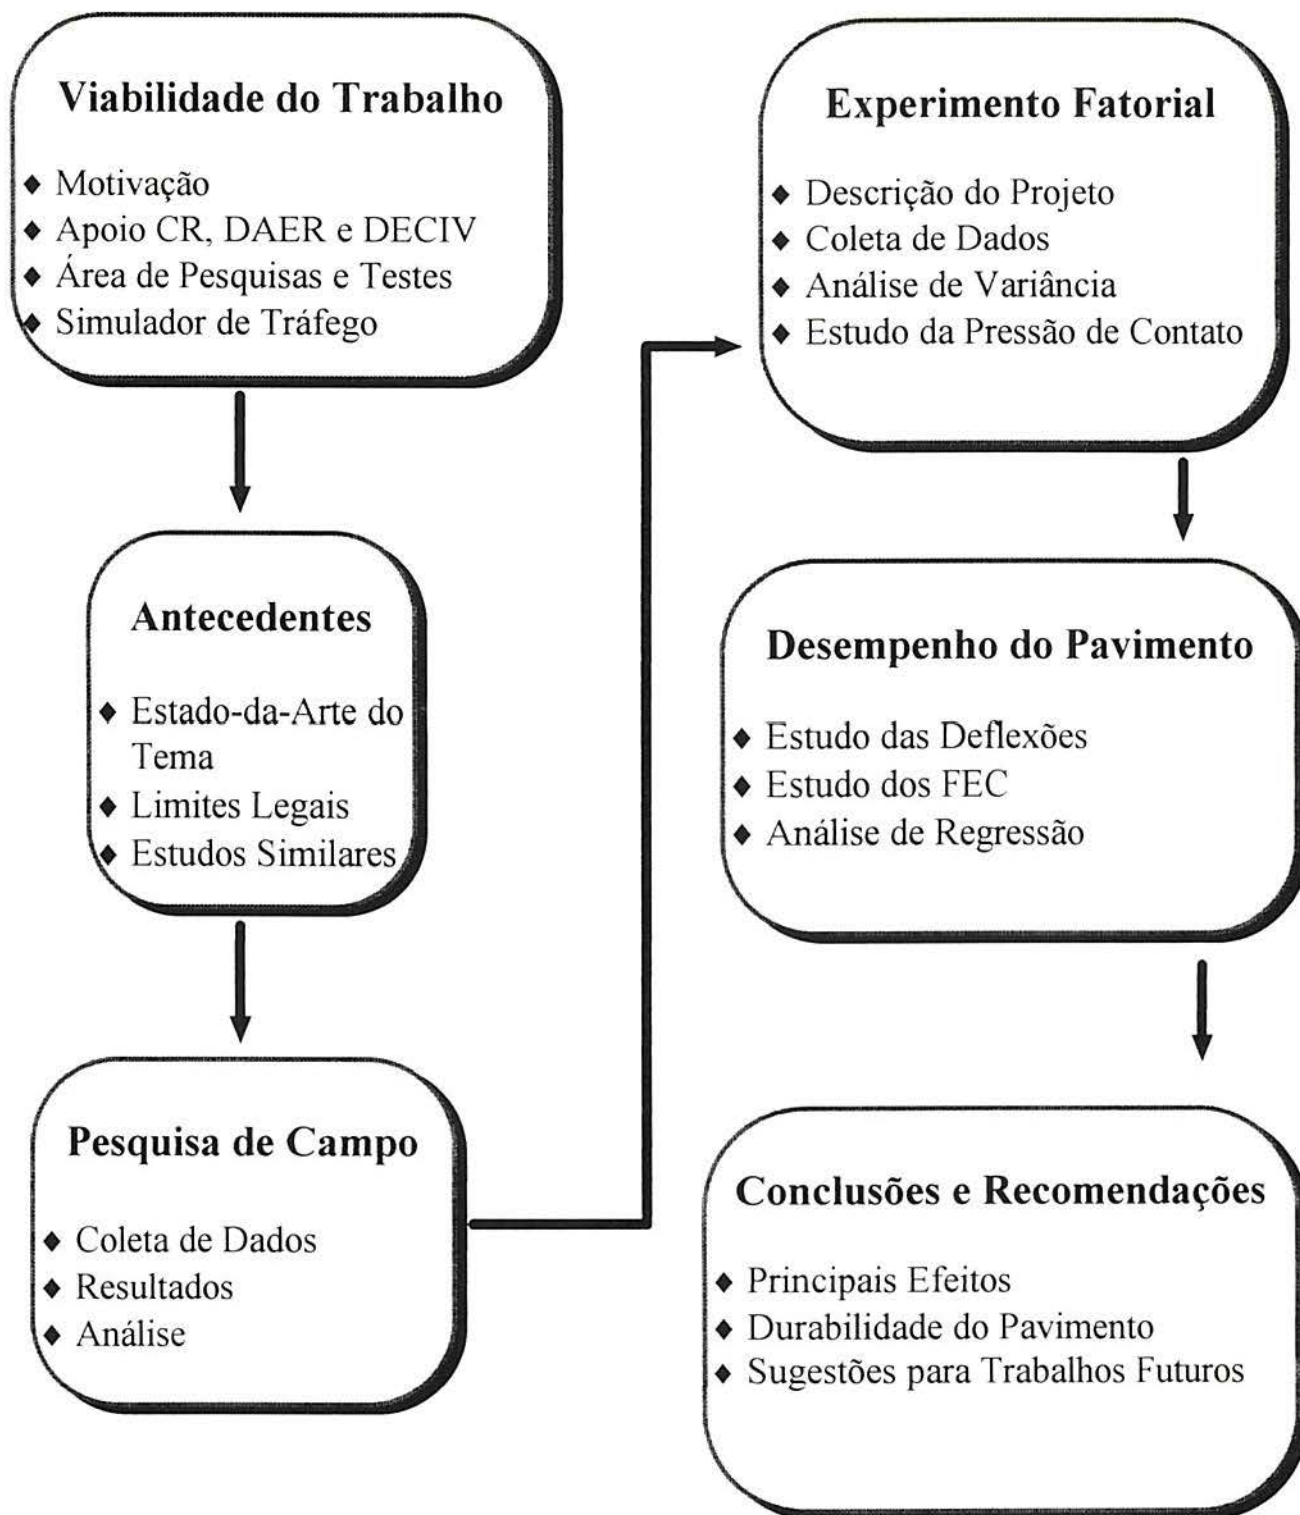 Viabilidade do Trabalho
♦ Motivação
♦ Apoio CR, DAER e DECIV
♦ Área de Pesquisas e Testes
♦ Simulador de Tráfego
Antecedentes
♦ Estado-da-Arte do
Tema
♦ Limites Legais
♦ Estudos Similares
Pesquisa de Campo
♦ Coleta de Dados
♦ Resultados
♦ Análise
Experimento Fatorial
♦ Descrição do Projeto
♦ Coleta de Dados
♦ Análise de Variância
♦ Estudo da Pressão de Contato
Desempenho do Pavimento
♦ Estudo das Deflexões
♦ Estudo dos FEC
♦ Análise de Regressão
Conclusões e Recomendações
♦ Principais Efeitos
♦ Durabilidade do Pavimento
♦ Sugestões para Trabalhos Futuros